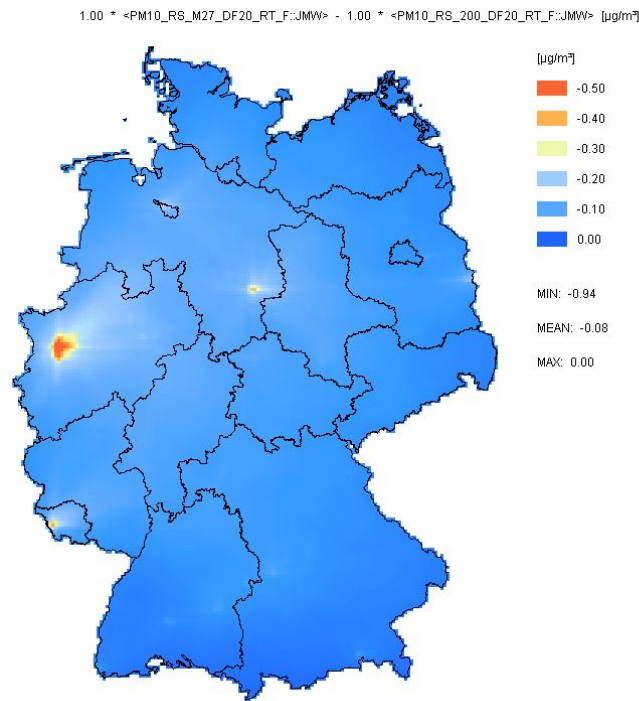 1.00 * <PM10_RS_M27_DF20_RT_F::JMW> - 1.00 * <PM10_RS_200_DF20_RT_F::JMW> [µg/m³]
[µg/m³]
-0.50
-0.40
-0.30
-0.20
-0.10
0.00
MIN: -0.94
MEAN: -0.08
MAX: 0.00